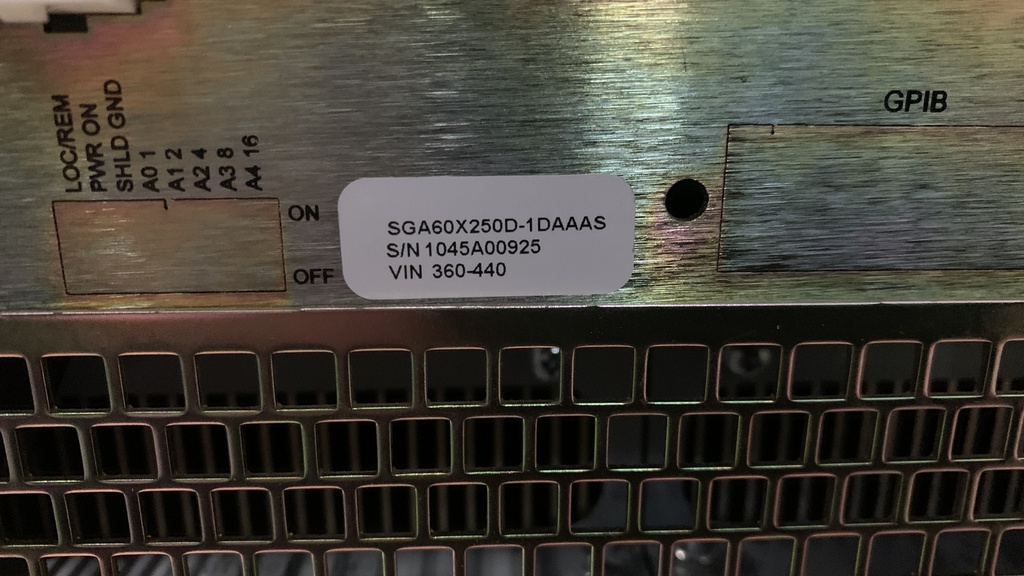 LOC/REM
PWR ON
SHLD GND
A0 1
A1 2
A2 4
A3 8
A4 16
ON
OFF
SGA60X250D-1DAAAS
S/N 1045A00925
VIN 360-440
GPIB